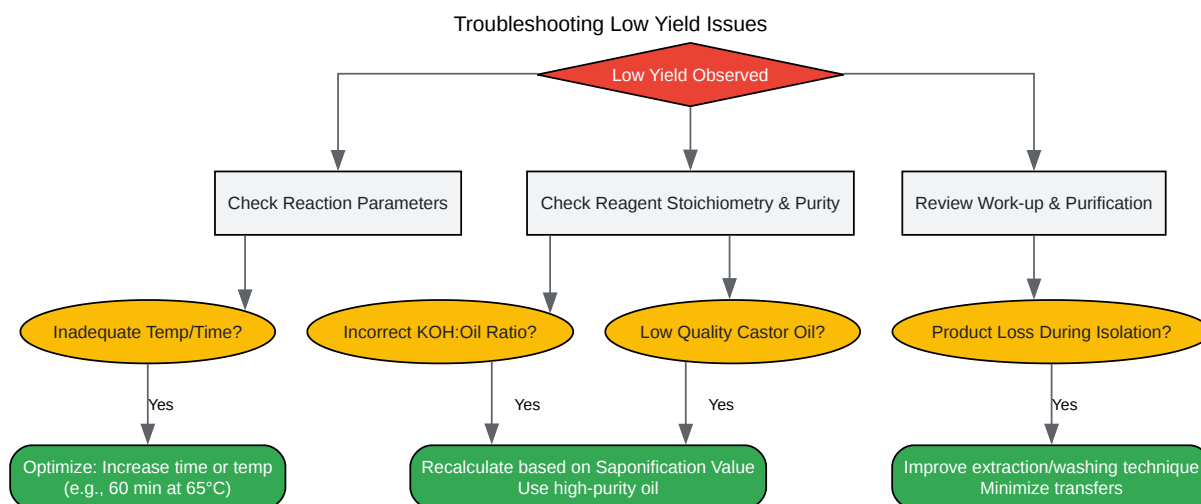 Troubleshooting Low Yield Issues
Low Yield Observed
Check Reaction Parameters
Check Reagent Stoichiometry & Purity
Review Work-up & Purification
Inadequate Temp/Time?
Incorrect KOH:Oil Ratio?
Low Quality Castor Oil?
Product Loss During Isolation?
Yes
Yes
Yes
Yes
Optimize: Increase time or temp
(e.g., 60 min at 65°C)
Recalculate based on Saponification Value
Use high-purity oil
Improve extraction/washing technique
Minimize transfers